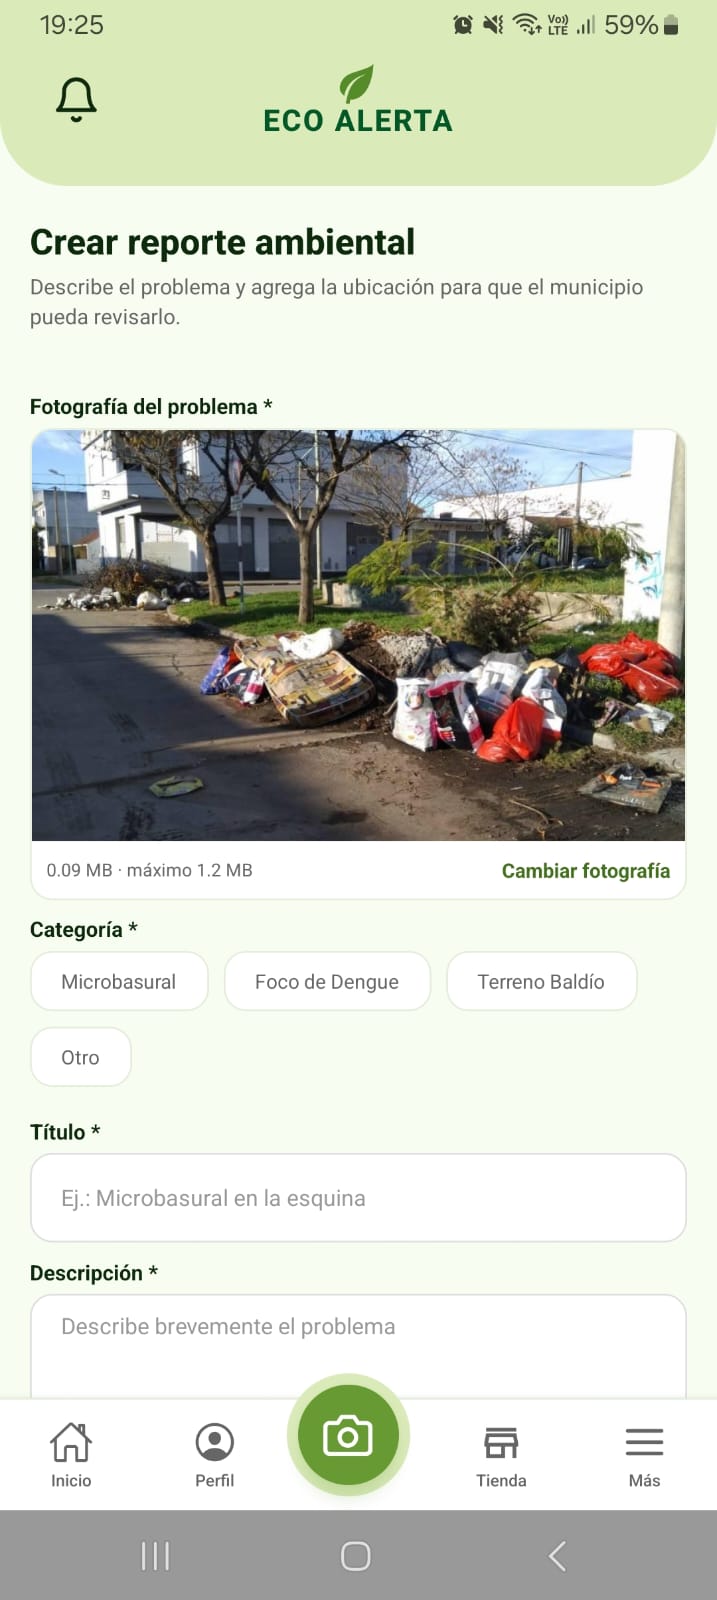 19:25
Vo))
LTE
59%
ECO ALERTA
Crear reporte ambiental
Describe el problema y agrega la ubicación para que el municipio
pueda revisarlo.
Fotografía del problema *
0.09 MB · máximo 1.2 MB
Cambiar fotografía
Categoría *
Microbasural
Foco de Dengue
Terreno Baldío
Otro
Título *
Ej.: Microbasural en la esquina
Descripción *
Describe brevemente el problema
Inicio
Perfil
Tienda
Más